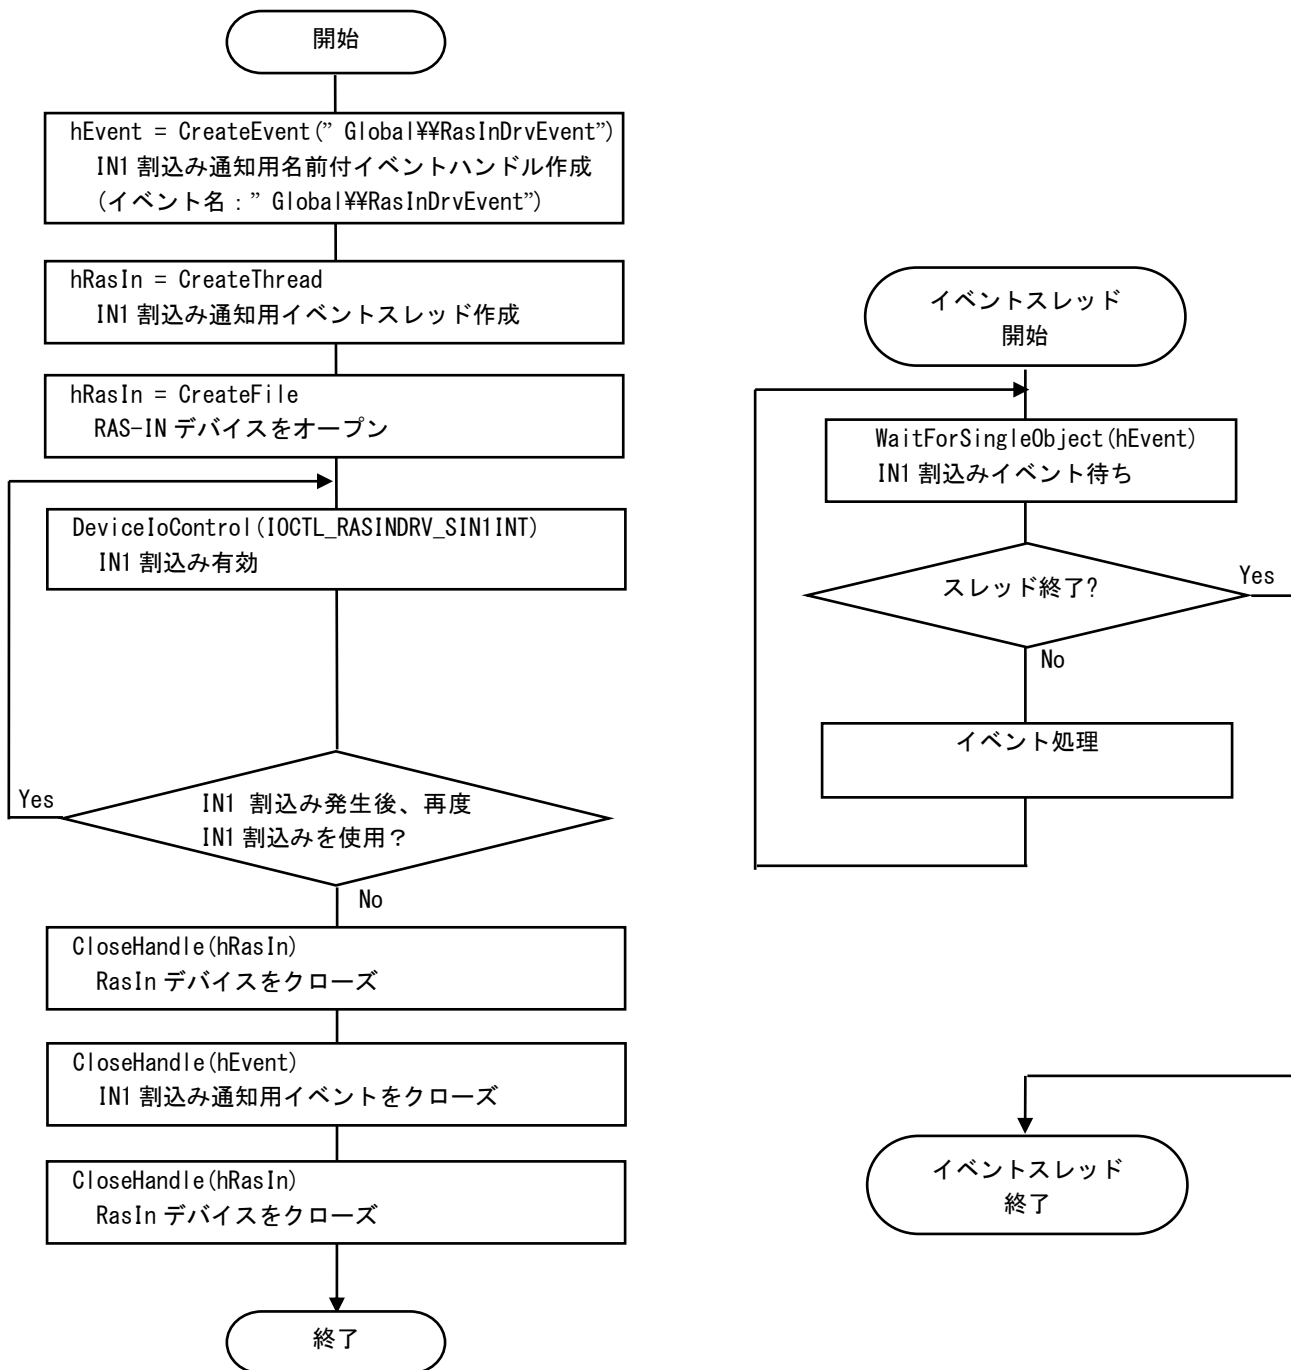 開始
hEvent = CreateEvent(” Global¥¥RasInDrvEvent”)
IN1 割込み通知用名前付イベントハンドル作成
(イベント名：” Global¥¥RasInDrvEvent”)
hRasIn = CreateThread
IN1 割込み通知用イベントスレッド作成
hRasIn = CreateFile
RAS-IN デバイスをオープン
DeviceIoControl(IOCTL_RASINDRV_SIN1INT)
IN1 割込み有効
IN1 割込み発生後、再度
IN1 割込みを使用？
Yes
No
CloseHandle(hRasIn)
RasIn デバイスをクローズ
CloseHandle(hEvent)
IN1 割込み通知用イベントをクローズ
CloseHandle(hRasIn)
RasIn デバイスをクローズ
終了
イベントスレッド
開始
WaitForSingleObject(hEvent)
IN1 割込みイベント待ち
スレッド終了?
Yes
No
イベント処理
イベントスレッド
終了